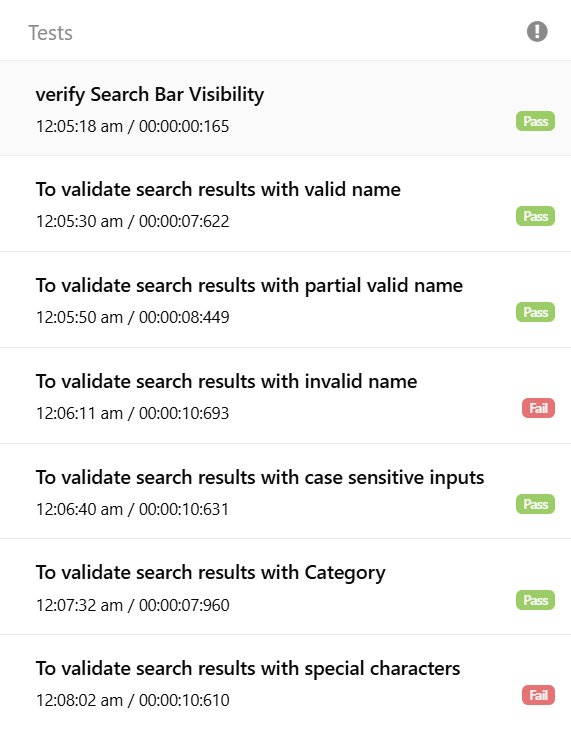 Tests
verify Search Bar Visibility
12:05:18 am / 00:00:00:165
Pass
To validate search results with valid name
12:05:30 am / 00:00:07:622
Pass
To validate search results with partial valid name
12:05:50 am / 00:00:08:449
Pass
To validate search results with invalid name
12:06:11 am / 00:00:10:693
Fail
To validate search results with case sensitive inputs
12:06:40 am / 00:00:10:631
Pass
To validate search results with Category
12:07:32 am / 00:00:07:960
Pass
To validate search results with special characters
12:08:02 am / 00:00:10:610
Fail